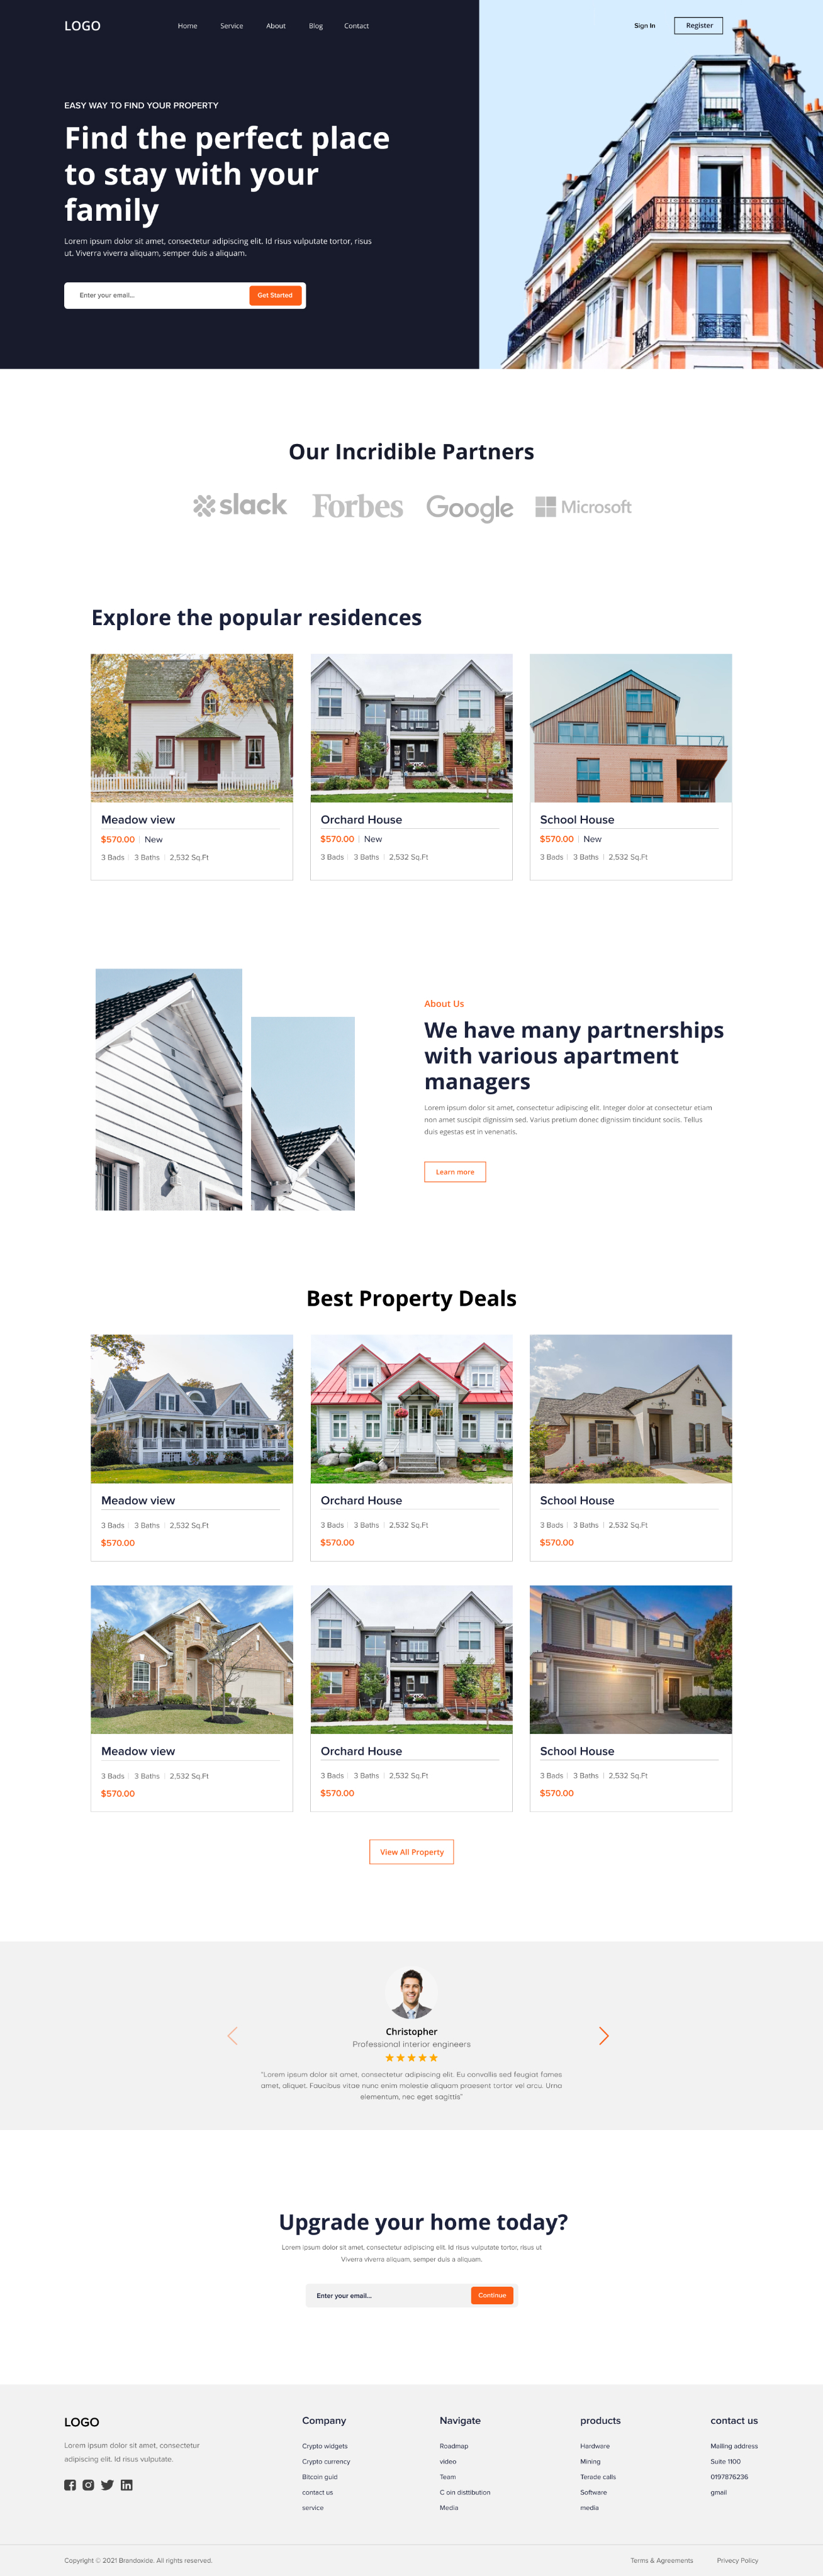 LOGO
Home Service About Blog Contact
Sign In Register
EASY WAY TO FIND YOUR PROPERTY
Find the perfect place
to stay with your
family
Lorem ipsum dolor sit amet, consectetur adipiscing elit. Id risus vulputate tortor, risus
ut. Viverra viverra aliquam, semper duis a aliquam.
Enter your email... Get Started
Our Incridible Partners
slack Forbes Google Microsoft
Explore the popular residences
Meadow view
$570.00 | New
3 Bads | 3 Baths | 2,532 Sq.Ft
Orchard House
$570.00 | New
3 Bads | 3 Baths | 2,532 Sq.Ft
School House
$570.00 | New
3 Bads | 3 Baths | 2,532 Sq.Ft
About Us
We have many partnerships
with various apartment
managers
Lorem ipsum dolor sit amet, consectetur adipiscing elit. Integer dolor at consectetur etiam
non amet suscipit dignissim sed. Varius pretium donec dignissim tincidunt sociis. Tellus
duis egestas est in venenatis.
Learn more
Best Property Deals
Meadow view
3 Bads | 3 Baths | 2,532 Sq.Ft
$570.00
Orchard House
3 Bads | 3 Baths | 2,532 Sq.Ft
$570.00
School House
3 Bads | 3 Baths | 2,532 Sq.Ft
$570.00
Meadow view
3 Bads | 3 Baths | 2,532 Sq.Ft
$570.00
Orchard House
3 Bads | 3 Baths | 2,532 Sq.Ft
$570.00
School House
3 Bads | 3 Baths | 2,532 Sq.Ft
$570.00
View All Property
Christopher
Professional interior engineers
"Lorem ipsum dolor sit amet, consectetur adipiscing elit. Eu convallis sed feugiat fames
amet, aliquet. Faucibus vitae nunc enim molestie aliquam praesent tortor vel arcu. Urna
elementum, nec eget sagittis"
Upgrade your home today?
Lorem ipsum dolor sit amet, consectetur adipiscing elit. Id risus vulputate tortor, risus ut
Viverra viverra aliquam, semper duis a aliquam.
Enter your email... Continue
LOGO
Lorem ipsum dolor sit amet, consectetur
adipiscing elit. Id risus vulputate.
Company
Crypto widgets
Crypto currency
Bitcoin guid
contact us
service
Navigate
Roadmap
video
Team
C oin disttibution
Media
products
Hardware
Mining
Terade calls
Software
media
contact us
Mailing address
Suite 1100
0197876236
gmail
Copyright © 2021 Brandoxide. All rights reserved.
Terms & Agreements Privecy Policy